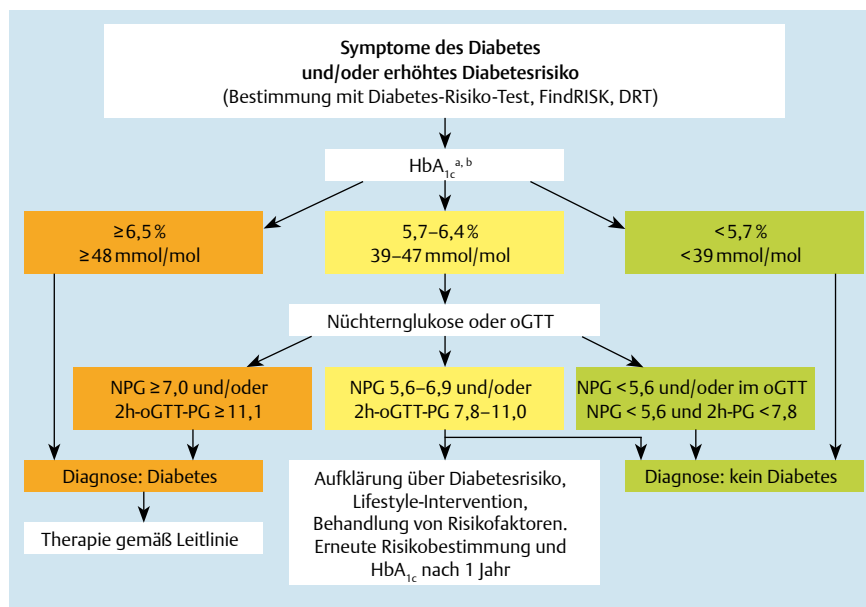 Symptome des Diabetes
und/oder erhöhtes Diabetesrisiko
(Bestimmung mit Diabetes-Risiko-Test, FindRISK, DRT)
HbA1c a, b
≥6,5 %
≥48 mmol/mol
5,7–6,4 %
39–47 mmol/mol
<5,7 %
<39 mmol/mol
Nüchternglukose oder oGTT
NPG ≥7,0 und/oder
2h-oGTT-PG ≥11,1
NPG 5,6–6,9 und/oder
2h-oGTT-PG 7,8–11,0
NPG <5,6 und/oder im oGTT
NPG <5,6 und 2h-PG <7,8
Diagnose: Diabetes
Aufklärung über Diabetesrisiko,
Lifestyle-Intervention,
Behandlung von Risikofaktoren.
Erneute Risikobestimmung und
HbA1c nach 1 Jahr
Diagnose: kein Diabetes
Therapie gemäß Leitlinie